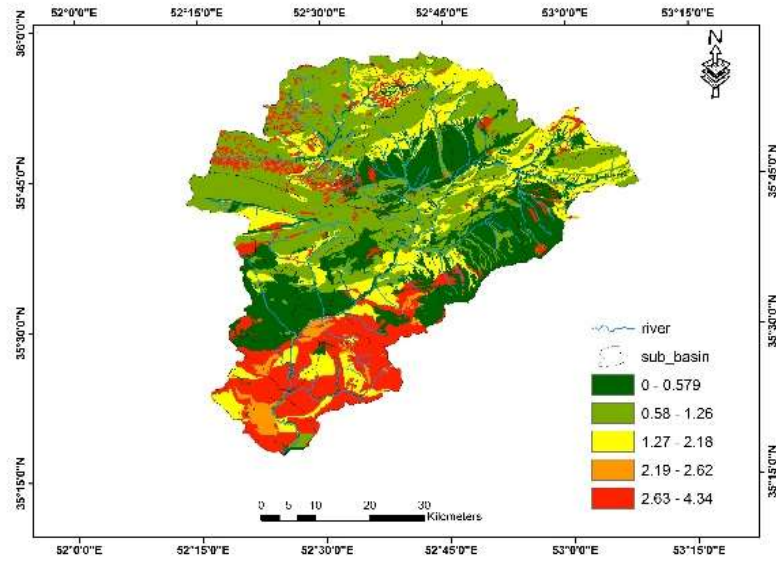 52°0'0"E 52°15'0"E 52°30'0"E 52°45'0"E 53°0'0"E 53°15'0"E
36°0'0"N
N
35°45'0"N 35°45'0"N
35°30'0"N 35°30'0"N
35°15'0"N 35°15'0"N
river
sub_basin
0 - 0.579
0.58 - 1.26
1.27 - 2.18
2.19 - 2.62
2.63 - 4.34
0 5 10 20 30
Kilometers
52°0'0"E 52°15'0"E 52°30'0"E 52°45'0"E 53°0'0"E 53°15'0"E